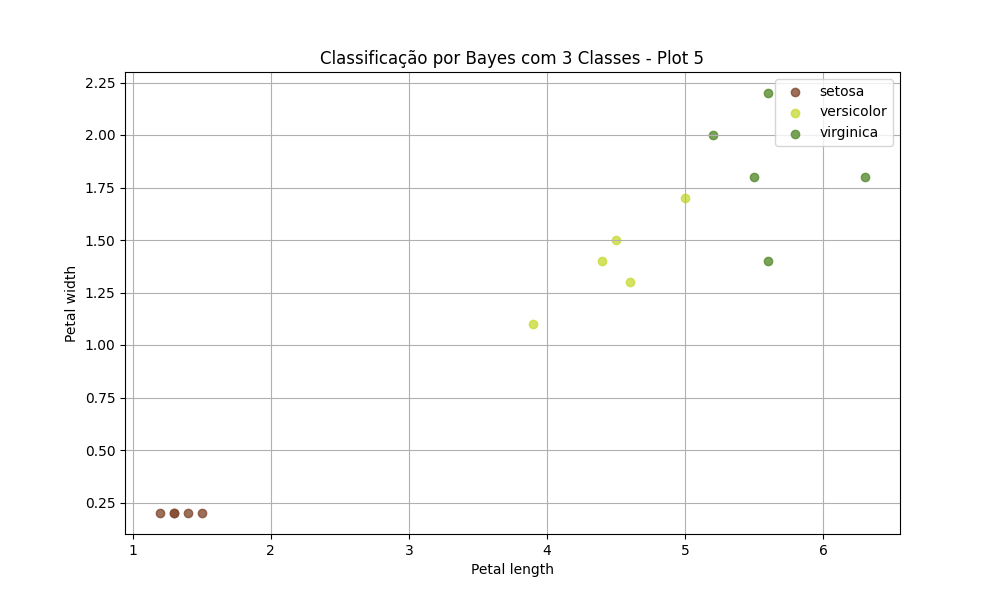 Classificação por Bayes com 3 Classes - Plot 5
setosa
versicolor
virginica
2.25
2.00
1.75
1.50
1.25
1.00
0.75
0.50
0.25
Petal width
1 2 3 4 5 6
Petal length